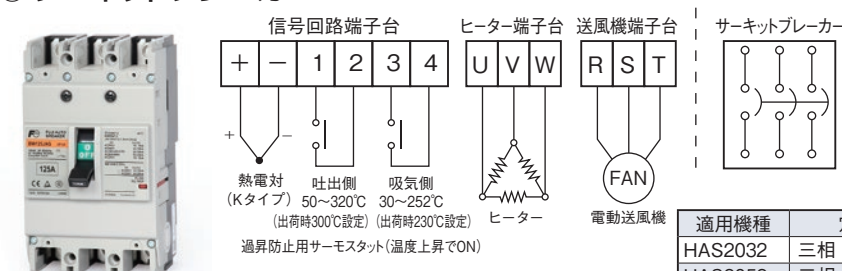 信号回路端子台
ヒーター端子台
送風機端子台
サーキットブレーカー
+ − 1 2 3 4
U V W
R S T
+ −
熱電対
(Kタイプ)
吐出側
50～320℃
(出荷時300℃設定)
吸気側
30～252℃
(出荷時230℃設定)
過昇防止用サーモスタット(温度上昇でON)
ヒーター
FAN
電動送風機
125A
OFF
適用機種
HAS2032 三相